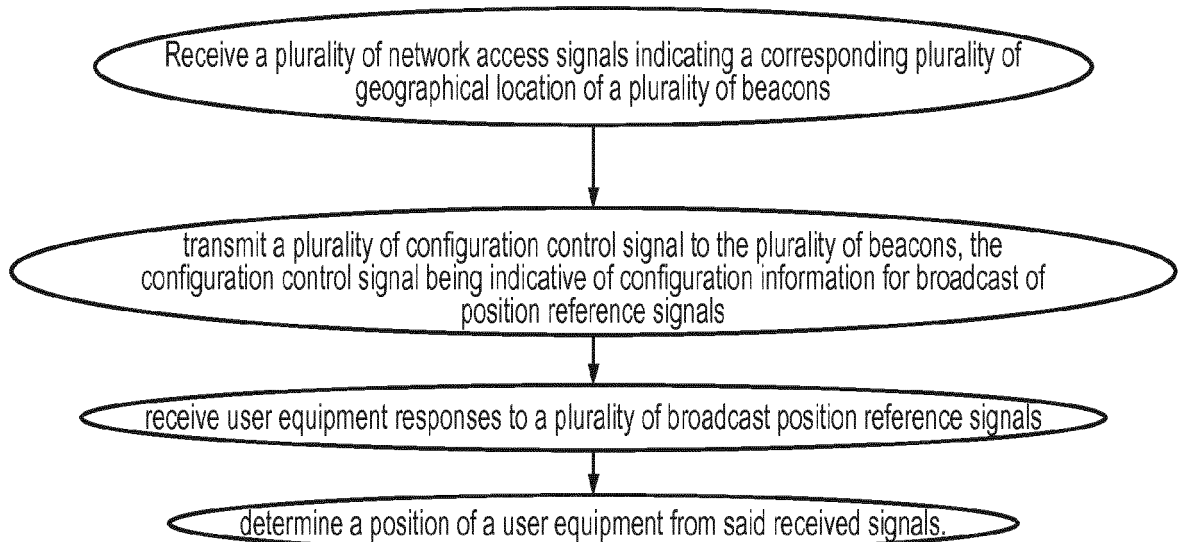 Receive a plurality of network access signals indicating a corresponding plurality of
geographical location of a plurality of beacons
transmit a plurality of configuration control signal to the plurality of beacons, the
configuration control signal being indicative of configuration information for broadcast of
position reference signals
receive user equipment responses to a plurality of broadcast position reference signals
determine a position of a user equipment from said received signals.